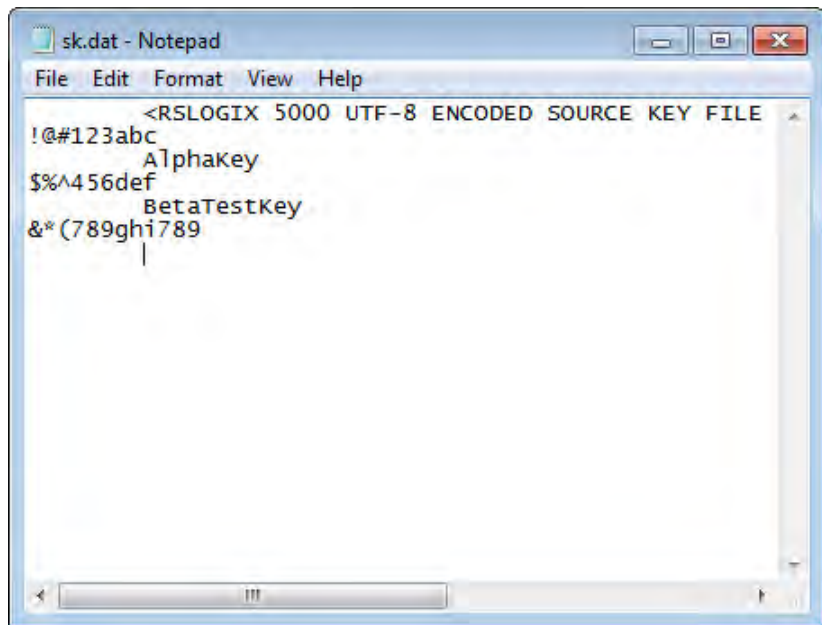 sk.dat - Notepad
File Edit Format View Help
<RSLOGIX 5000 UTF-8 ENCODED SOURCE KEY FILE
!@#123abc
AlphaKey
$%^456def
BetaTestKey
&*(789ghi789